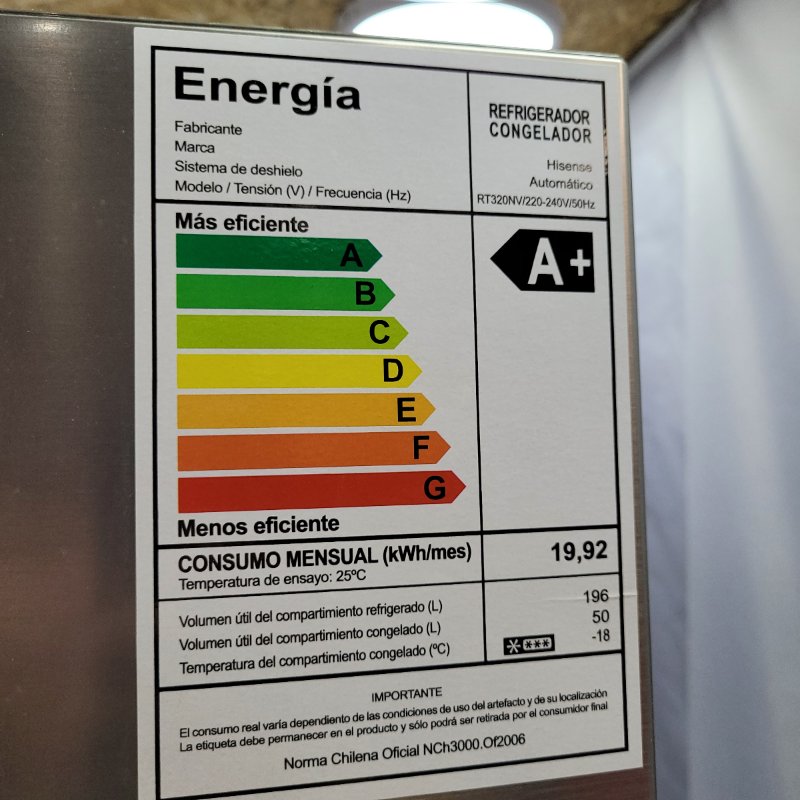 Energía
REFRIGERADOR
CONGELADOR
Fabricante
Marca
Hisense
Sistema de deshielo
Automático
Modelo / Tensión (V) / Frecuencia (Hz)
RT320NV/220-240V/50Hz
Más eficiente
A
A+
B
C
D
E
F
G
Menos eficiente
CONSUMO MENSUAL (kWh/mes)
19,92
Temperatura de ensayo: 25ºC
Volumen útil del compartimiento refrigerado (L)
196
Volumen útil del compartimiento congelado (L)
50
Temperatura del compartimiento congelado (ºC)
-18
IMPORTANTE
El consumo real varía dependiento de las condiciones de uso del artefacto y de su localización
La etiqueta debe permanecer en el producto y sólo podrá ser retirada por el consumidor final
Norma Chilena Oficial NCh3000.Of2006